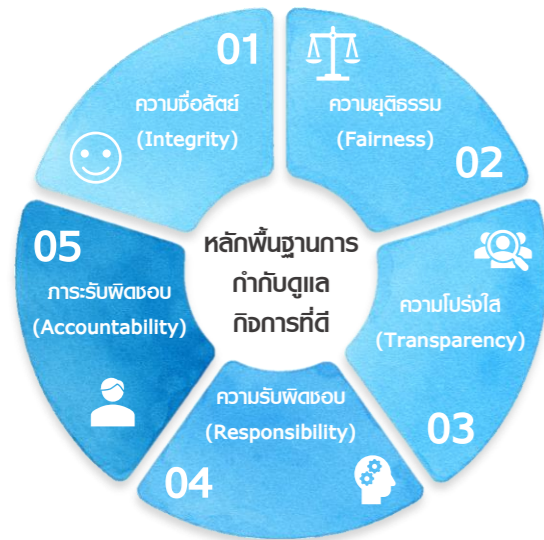 01
ความซื่อสัตย์
(Integrity)
ความยุติธรรม
(Fairness)
02
ความโปร่งใส
(Transparency)
03
ความรับผิดชอบ
(Responsibility)
04
05
ภาระรับผิดชอบ
(Accountability)
หลักพื้นฐานการ
กำกับดูแล
กิจการที่ดี